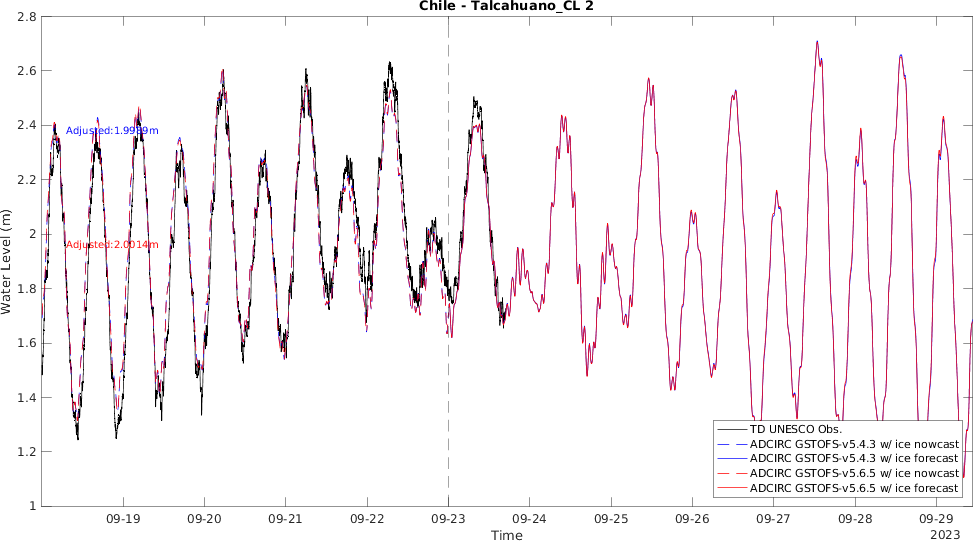 Chile - Talcahuano_CL 2
2.8
2.6
2.4
2.2
2
1.8
1.6
1.4
1.2
1
Water Level (m)
Adjusted:1.9989m
Adjusted:2.0014m
TD UNESCO Obs.
ADCIRC GSTOFS-v5.4.3 w/ ice nowcast
ADCIRC GSTOFS-v5.4.3 w/ ice forecast
ADCIRC GSTOFS-v5.6.5 w/ ice nowcast
ADCIRC GSTOFS-v5.6.5 w/ ice forecast
09-19 09-20 09-21 09-22 09-23 09-24 09-25 09-26 09-27 09-28 09-29
2023
Time